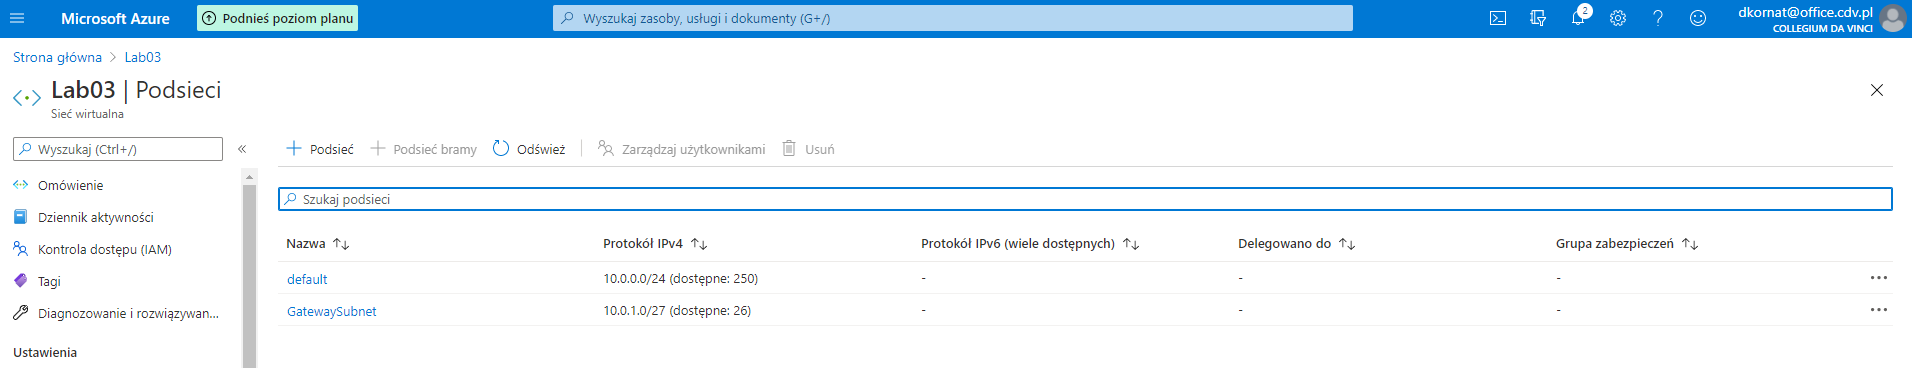 Microsoft Azure
Podnieś poziom planu
Wyszukaj zasoby, usługi i dokumenty (G+/)
2
dkornat@office.cdv.pl
COLLEGIUM DA VINCI
Strona główna > Lab03
Lab03 | Podsieci
Sieć wirtualna
Wyszukaj (Ctrl+/)
«
+ Podsieć
+ Podsieć bramy
Odśwież
Zarządzaj użytkownikami
Usuń
Omówienie
Dziennik aktywności
Kontrola dostępu (IAM)
Tagi
Diagnozowanie i rozwiązywan...
Ustawienia
Szukaj podsieci
Nazwa ↑↓ Protokół IPv4 ↑↓ Protokół IPv6 (wiele dostępnych) ↑↓ Delegowano do ↑↓ Grupa zabezpieczeń ↑↓
default 10.0.0.0/24 (dostępne: 250) - - - ...
GatewaySubnet 10.0.1.0/27 (dostępne: 26) - - - ...